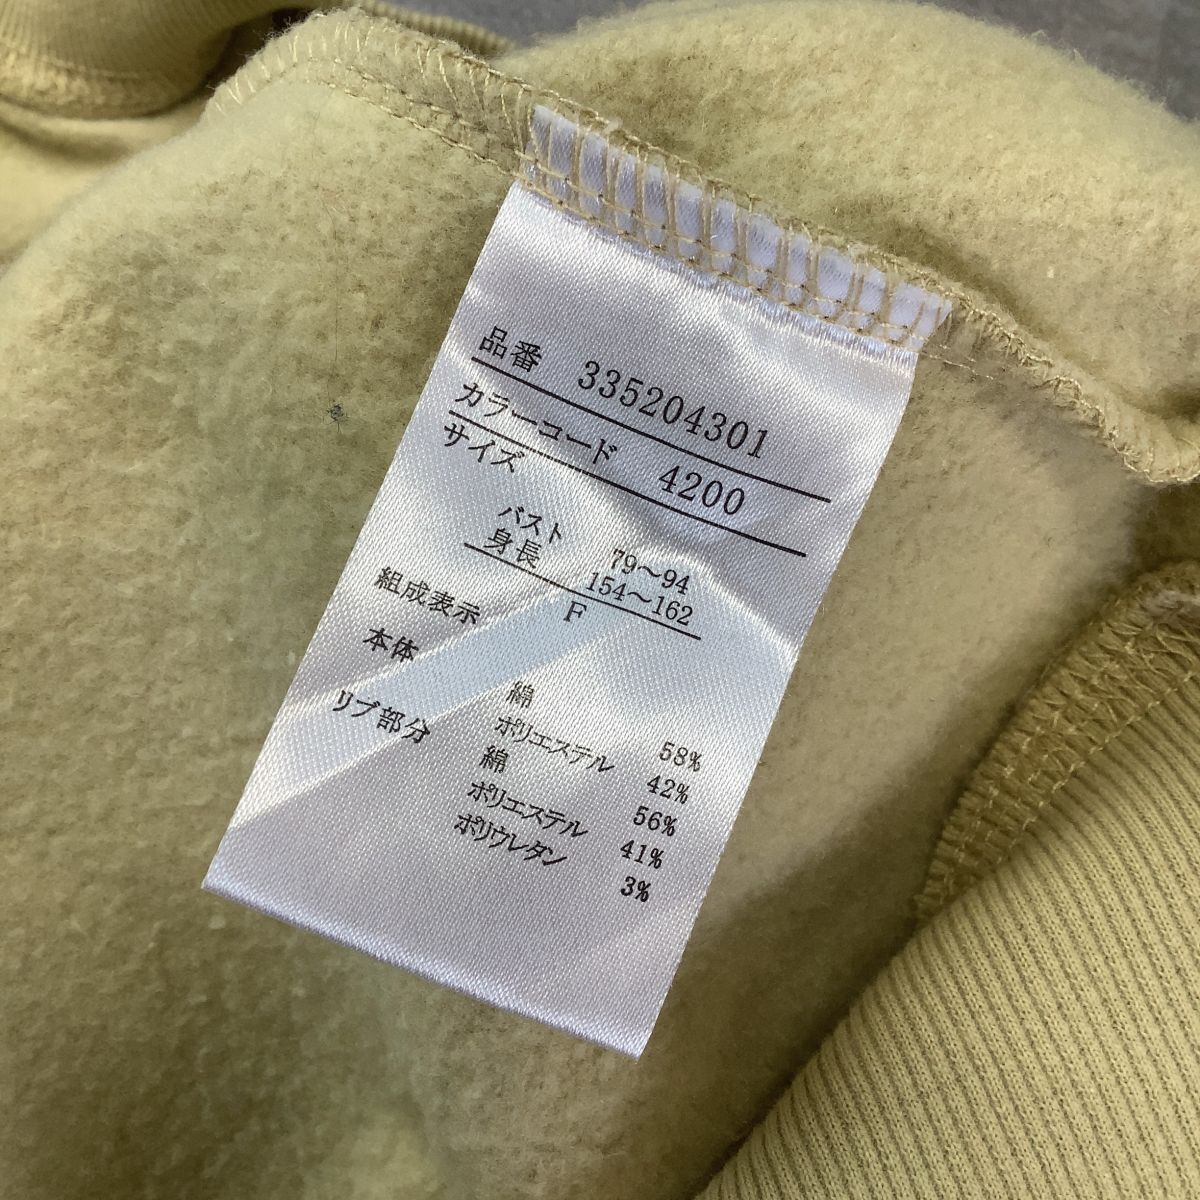 品番 335204301
カラーコード 4200
サイズ
バスト 79～94
身長 154～162
F
組成表示
本体 綿 58%
ポリエステル 42%
リブ部分 綿 56%
ポリエステル 41%
ポリウレタン 3%